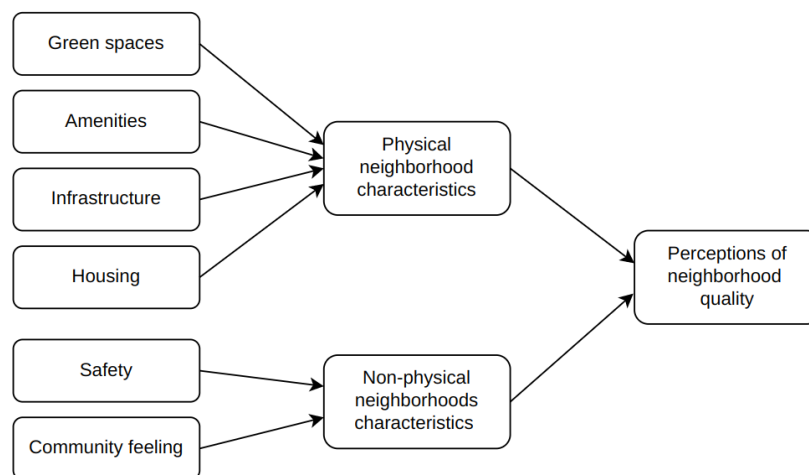 Green spaces
Amenities
Infrastructure
Housing
Safety
Community feeling
Physical
neighborhood
characteristics
Non-physical
neighborhoods
characteristics
Perceptions of
neighborhood
quality